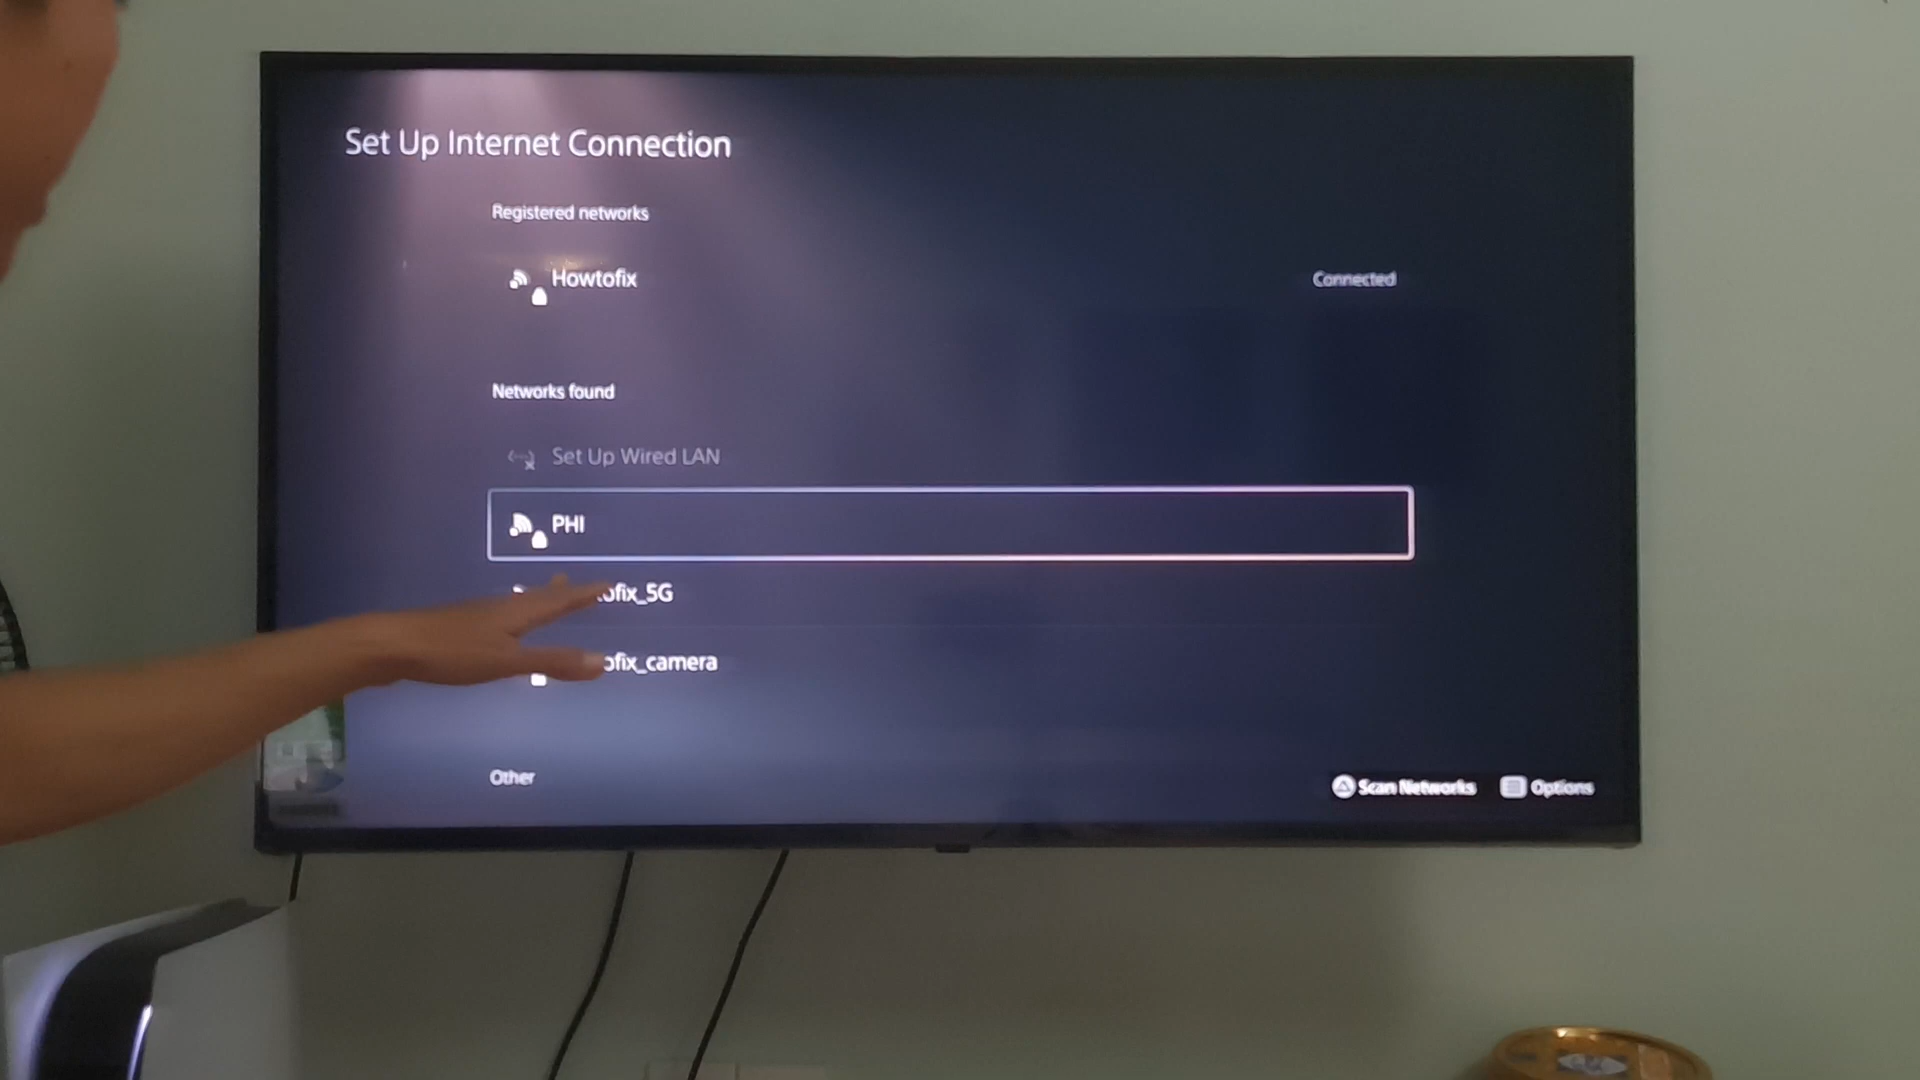 Set Up Internet Connection
Registered networks
Howtofix
Connected
Networks found
Set Up Wired LAN
PHI
ofix_5G
ofix_camera
Other
Scan Networks
Options